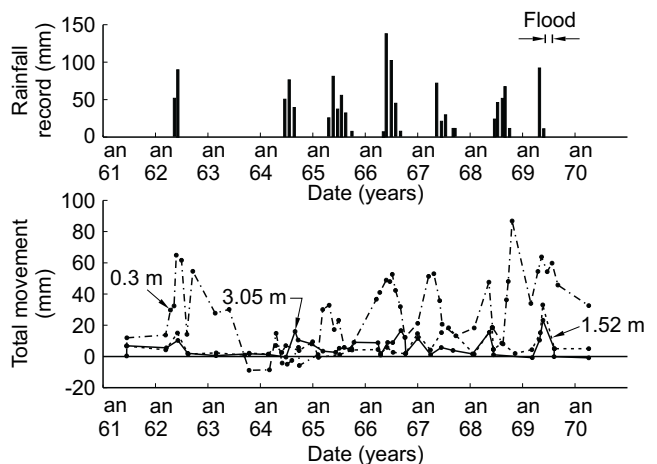 Flood
Rainfall record (mm)
150
100
50
0
an 61 an 62 an 63 an 64 an 65 an 66 an 67 an 68 an 69 an 70
Date (years)
Total movement (mm)
100
80
60
40
20
0
-20
0.3 m
3.05 m
1.52 m
an 61 an 62 an 63 an 64 an 65 an 66 an 67 an 68 an 69 an 70
Date (years)